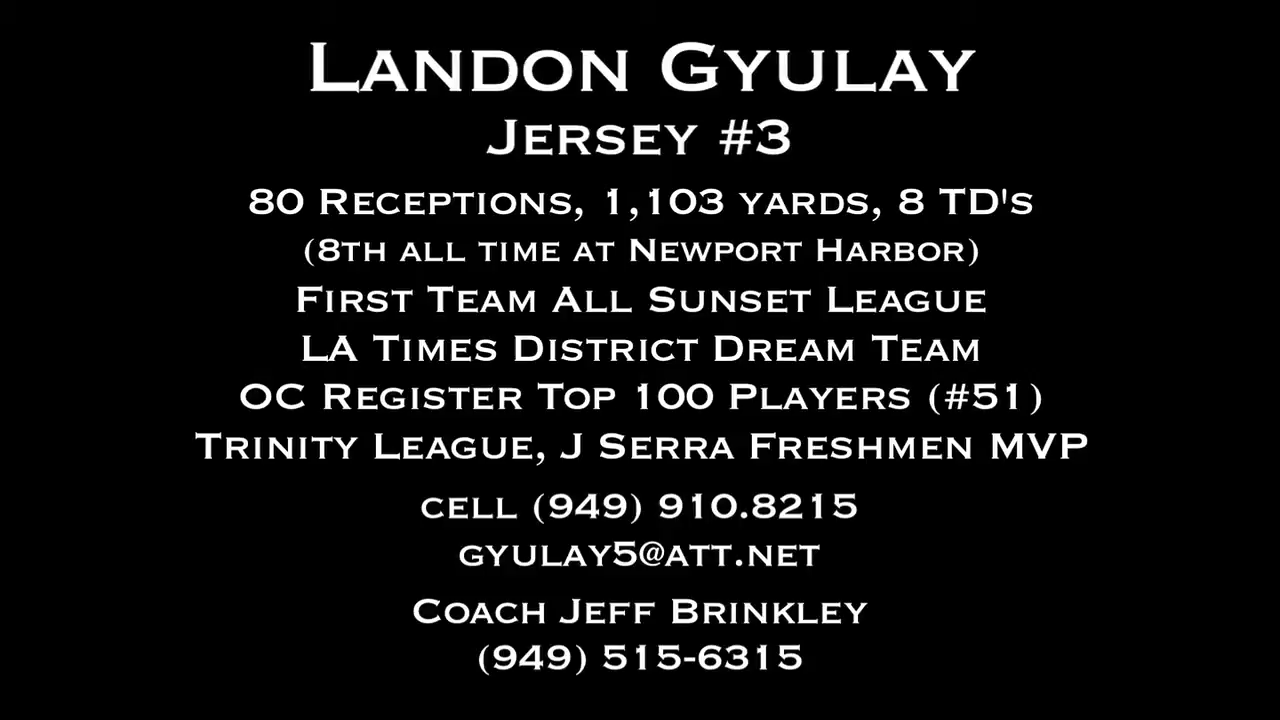 Landon Gyulay
Jersey #3
80 Receptions, 1,103 yards, 8 TD's
(8th all time at Newport Harbor)
First Team All Sunset League
LA Times District Dream Team
OC Register Top 100 Players (#51)
Trinity League, J Serra Freshmen MVP
cell (949) 910.8215
gyulay5@att.net
Coach Jeff Brinkley
(949) 515-6315